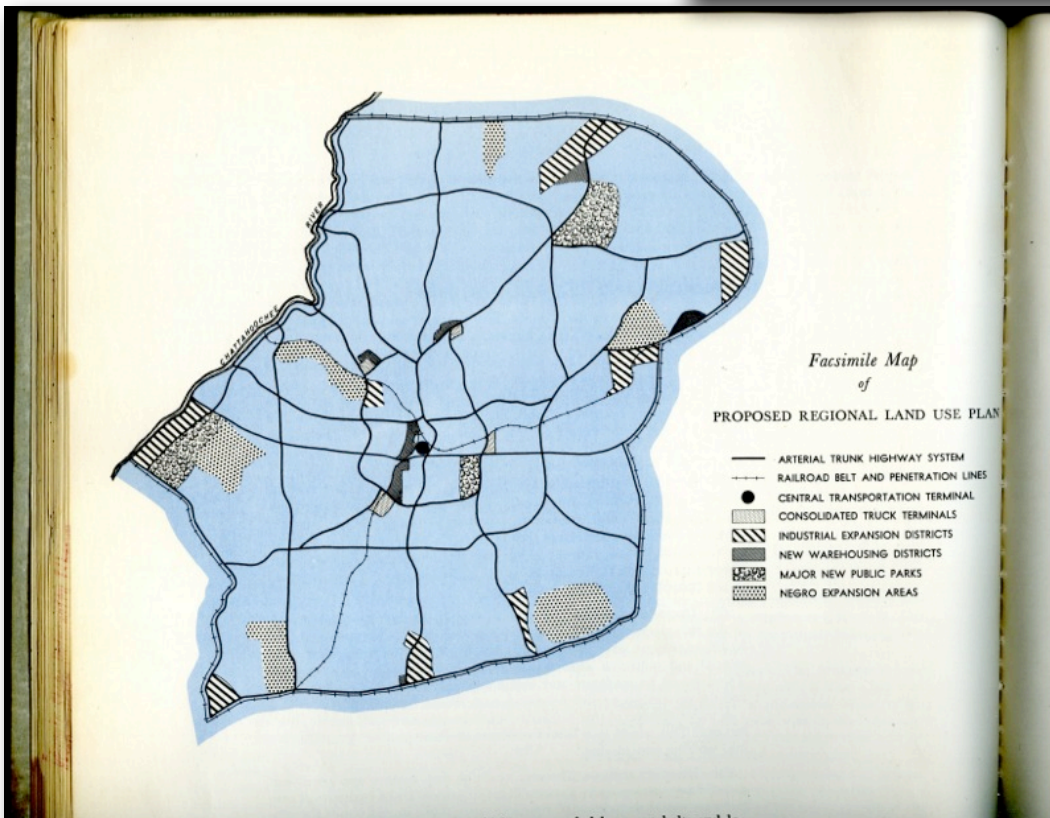 RIVER
CHATTAHOOCHEE
Facsimile Map
of
PROPOSED REGIONAL LAND USE PLAN
ARTERIAL TRUNK HIGHWAY SYSTEM
RAILROAD BELT AND PENETRATION LINES
CENTRAL TRANSPORTATION TERMINAL
CONSOLIDATED TRUCK TERMINALS
INDUSTRIAL EXPANSION DISTRICTS
NEW WAREHOUSING DISTRICTS
MAJOR NEW PUBLIC PARKS
NEGRO EXPANSION AREAS